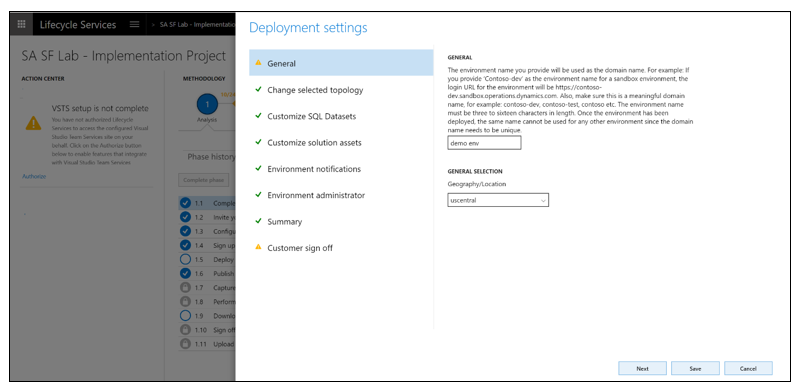 Lifecycle Services
SA SF Lab - Implementatio
Deployment settings
SA SF Lab - Implementation Project
ACTION CENTER
METHODOLOGY
VSTS setup is not complete
You have not authorized Lifecycle
Services to access the configured Visual
Studio Team Services site on your
behalf. Click on the Authorize button
below to enable features that integrate
with Visual Studio Team Services
Authorize
1
Analysis
Phase history
Complete phase
1.1 Comple
1.2 Invite yo
1.3 Configu
1.4 Sign up
1.5 Deploy
1.6 Publish
1.7 Capture
1.8 Perform
1.9 Downlo
1.10 Sign off
1.11 Upload
General
Change selected topology
Customize SQL Datasets
Customize solution assets
Environment notifications
Environment administrator
Summary
Customer sign off
GENERAL
The environment name you provide will be used as the domain name. For example: If
you provide 'Contoso-dev' as the environment name for a sandbox environment, the
login URL for the environment will be https://contoso-
dev.sandbox.operations.dynamics.com. Also, make sure this is a meaningful domain
name, for example: contoso-dev, contoso-test, contoso etc. The environment name
must be three to sixteen characters in length. Once the environment has been
deployed, the same name cannot be used for any other environment since the domain
name needs to be unique.
demo env
GENERAL SELECTION
Geography/Location
uscentral
Next
Save
Cancel